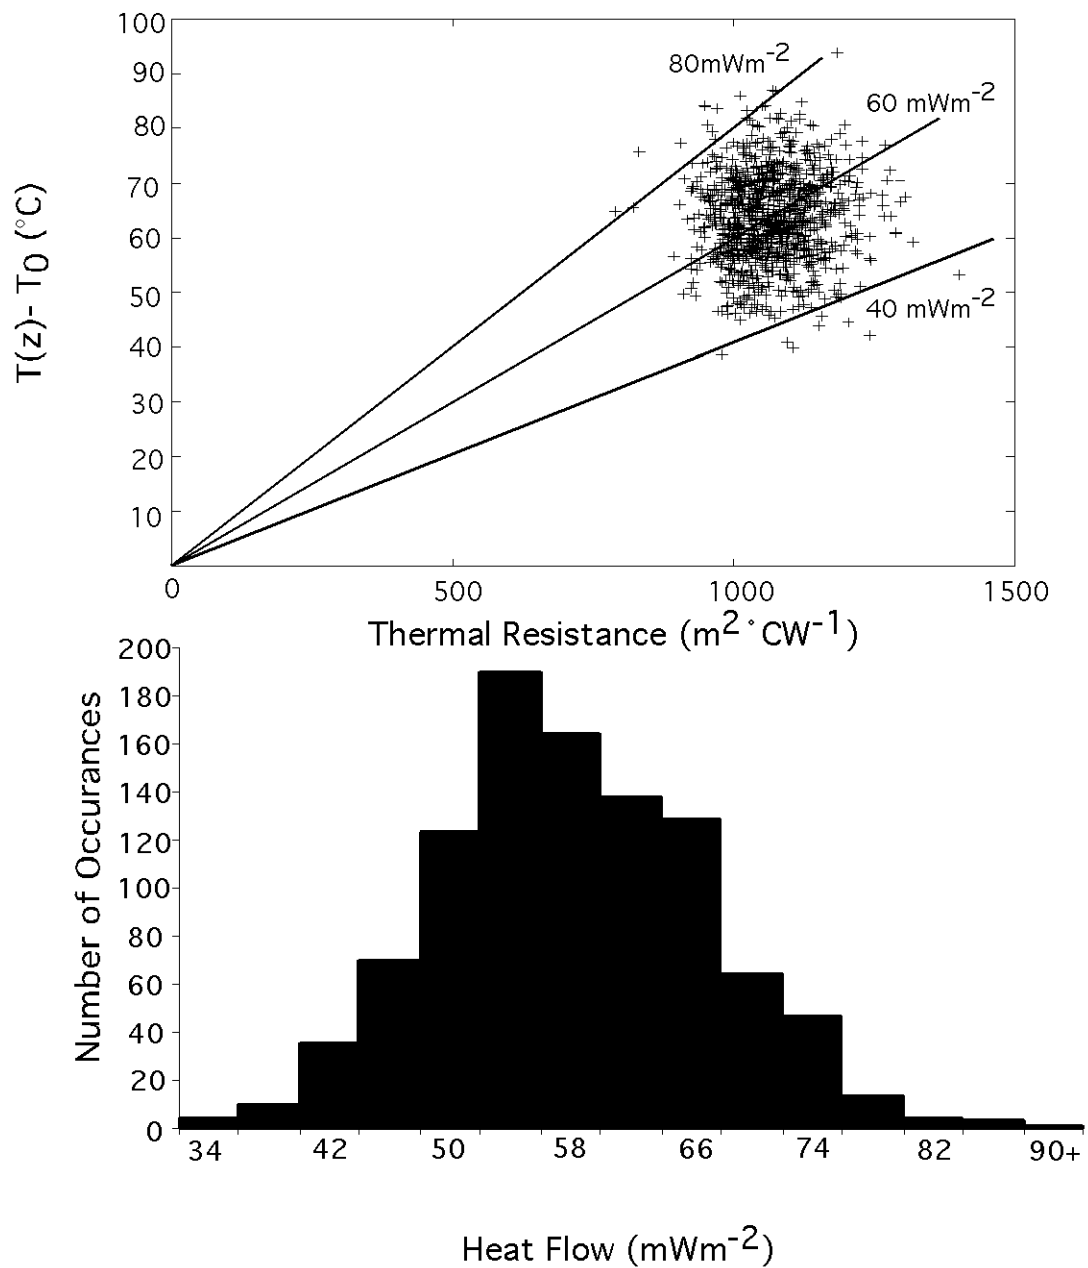 100
90
80
70
60
50
40
30
20
10
T(z)- T0 (°C)
80mWm-2
60 mWm-2
40 mWm-2
0 500 1000 1500
Thermal Resistance (m2°CW-1)
200
180
160
140
120
100
80
60
40
20
0
Number of Occurances
34 42 50 58 66 74 82 90+
Heat Flow (mWm-2)